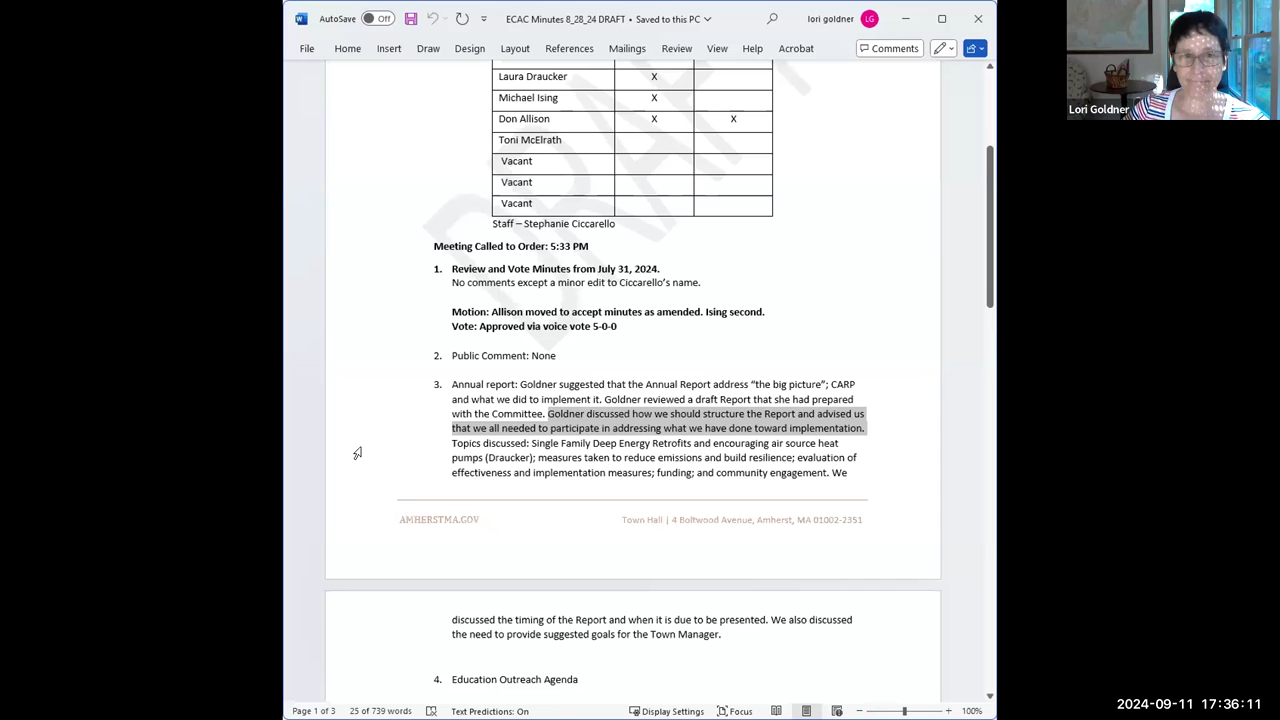 AutoSave Off ECAC Minutes 8_28_24 DRAFT • Saved to this PC lori goldner LG
File Home Insert Draw Design Layout References Mailings Review View Help Acrobat Comments
Laura Draucker X
Michael Ising X
Don Allison X X
Toni McElrath
Vacant
Vacant
Vacant
Staff – Stephanie Ciccarello
Meeting Called to Order: 5:33 PM
1. Review and Vote Minutes from July 31, 2024.
No comments except a minor edit to Ciccarello's name.
Motion: Allison moved to accept minutes as amended. Ising second.
Vote: Approved via voice vote 5-0-0
2. Public Comment: None
3. Annual report: Goldner suggested that the Annual Report address “the big picture”; CARP
and what we did to implement it. Goldner reviewed a draft Report that she had prepared
with the Committee. Goldner discussed how we should structure the Report and advised us
that we all needed to participate in addressing what we have done toward implementation.
Topics discussed: Single Family Deep Energy Retrofits and encouraging air source heat
pumps (Draucker); measures taken to reduce emissions and build resilience; evaluation of
effectiveness and implementation measures; funding; and community engagement. We
AMHERSTMA.GOV Town Hall | 4 Boltwood Avenue, Amherst, MA 01002-2351
discussed the timing of the Report and when it is due to be presented. We also discussed
the need to provide suggested goals for the Town Manager.
4. Education Outreach Agenda
Page 1 of 3 25 of 739 words Text Predictions: On Display Settings Focus 100%
DRAFT
Lori Goldner
2024-09-11 17:36:11